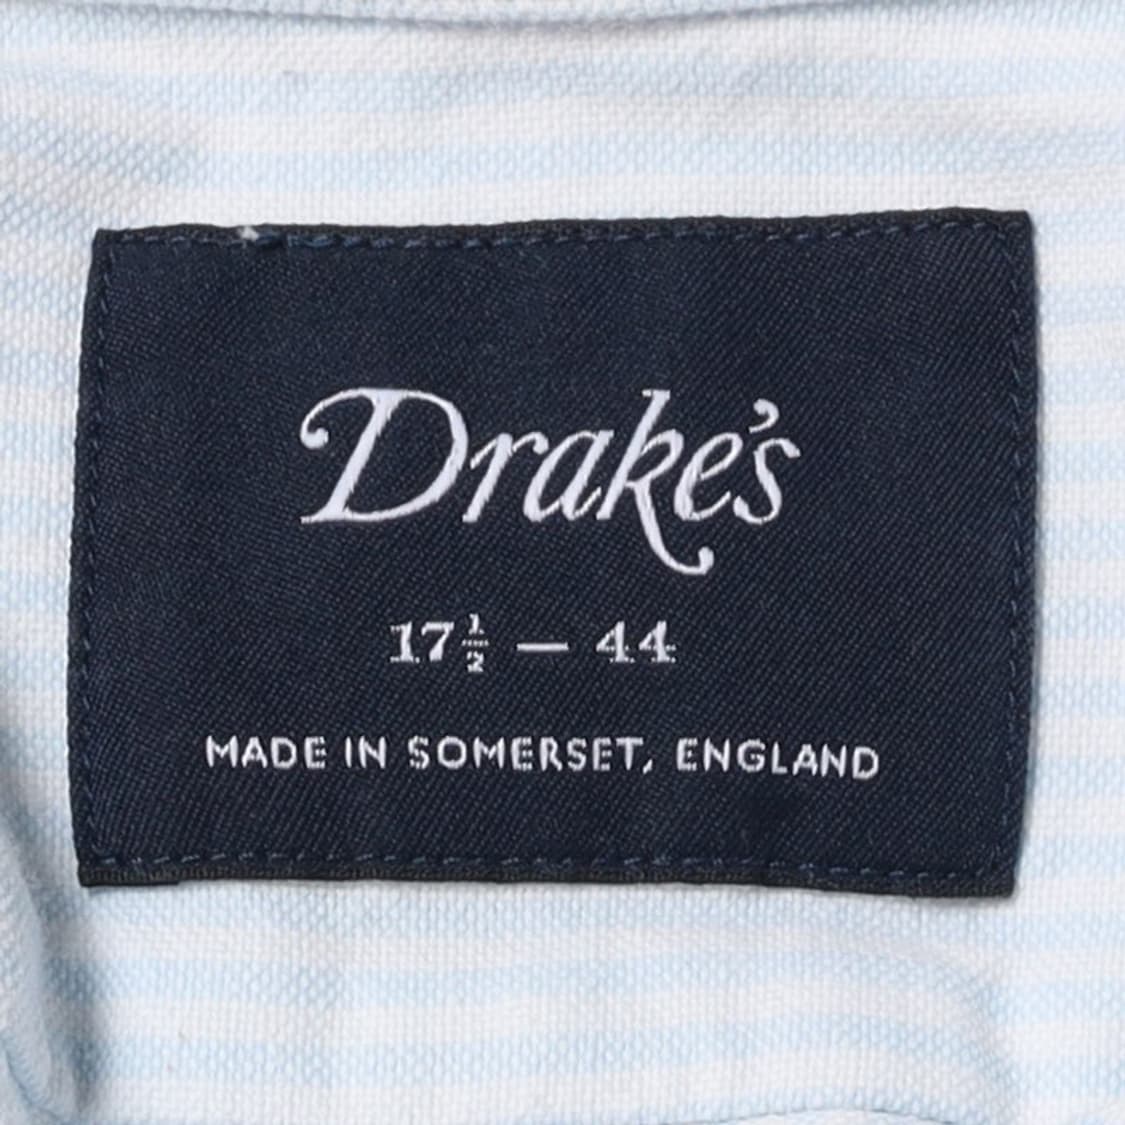 Drake's
17½ — 44
MADE IN SOMERSET, ENGLAND